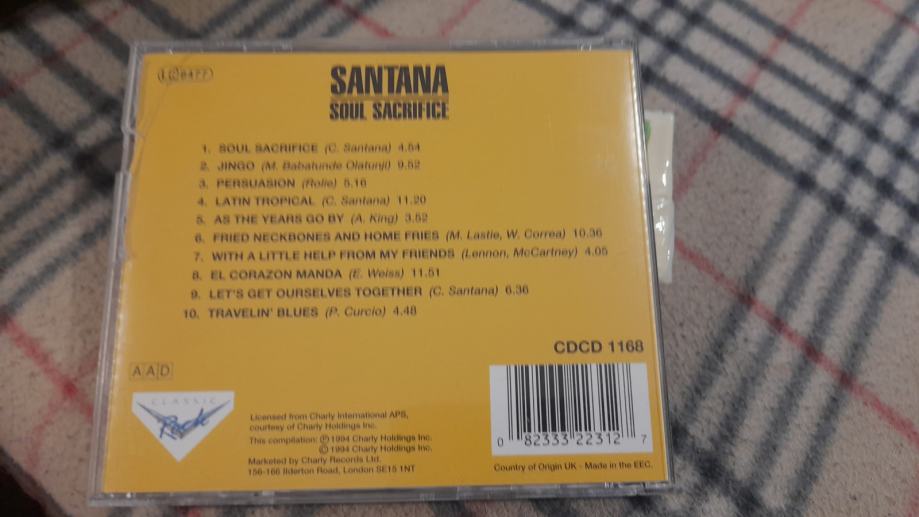 LC 8477
SANTANA
SOUL SACRIFICE
1. SOUL SACRIFICE (C. Santana) 4.54
2. JINGO (M. Babatunde Olatunji) 9.52
3. PERSUASION (Rolie) 5.16
4. LATIN TROPICAL (C. Santana) 11.20
5. AS THE YEARS GO BY (A. King) 3.52
6. FRIED NECKBONES AND HOME FRIES (M. Lastie, W. Correa) 10.36
7. WITH A LITTLE HELP FROM MY FRIENDS (Lennon, McCartney) 4.05
8. EL CORAZON MANDA (E. Weiss) 11.51
9. LET'S GET OURSELVES TOGETHER (C. Santana) 6.36
10. TRAVELIN' BLUES (P. Curcio) 4.48
CDCD 1168
AAD
CLASSIC
Rock
Licensed from Charly International APS,
courtesy of Charly Holdings Inc.
This compilation: ℗ 1994 Charly Holdings Inc.
© 1994 Charly Holdings Inc.
Marketed by Charly Records Ltd.
156-166 Ilderton Road, London SE15 1NT
0 82333 22312 7
Country of Origin UK - Made in the EEC.